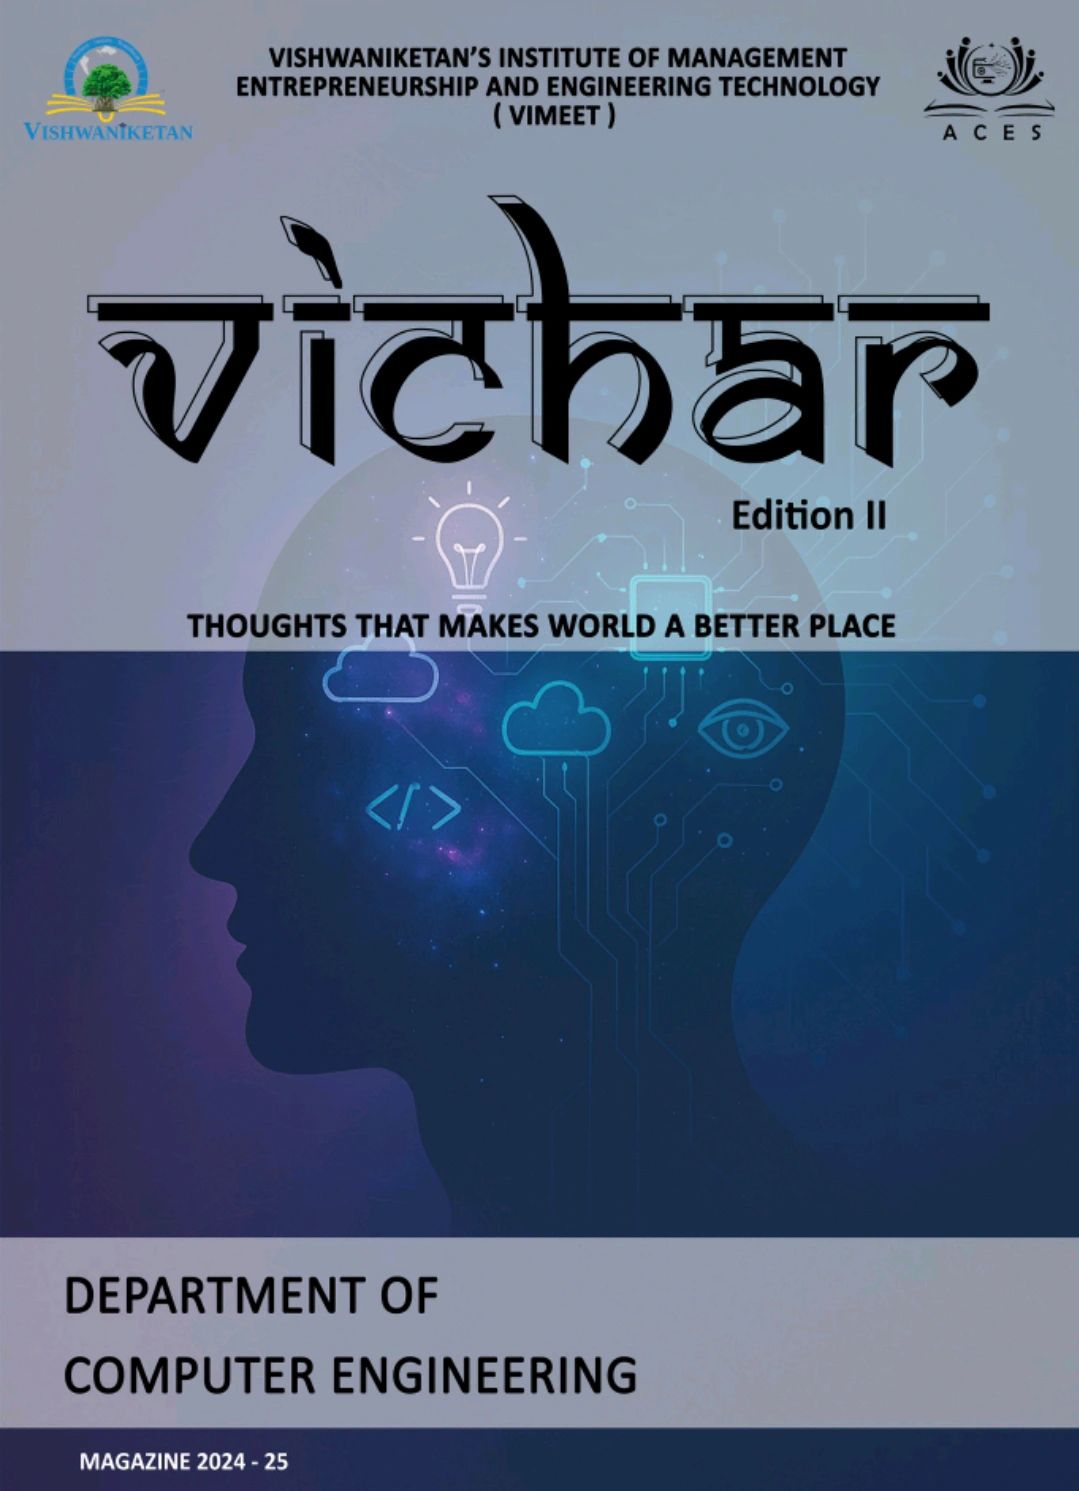 VISHWANIKETAN'S INSTITUTE OF MANAGEMENT
ENTREPRENEURSHIP AND ENGINEERING TECHNOLOGY
( VIMEET )
VISHWANIKETAN
A C E S
vichar
Edition II
THOUGHTS THAT MAKES WORLD A BETTER PLACE
</>
DEPARTMENT OF
COMPUTER ENGINEERING
MAGAZINE 2024 - 25